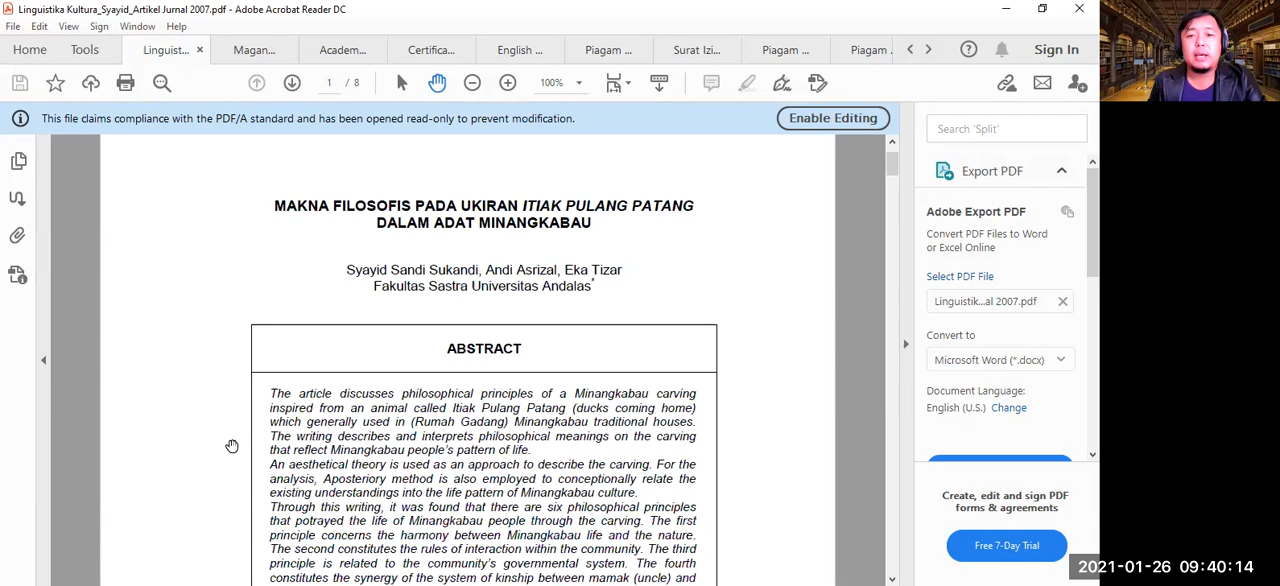 Linguistika Kultura_Syayid_Artikel Jurnal 2007.pdf - Adobe Acrobat Reader DC
File Edit View Sign Window Help
Home Tools Linguist... × Magan... Academ... Certifica... English ... Piagam ... Surat Izi... Piagam ... Piagam . Sign In
1 / 8 100%
This file claims compliance with the PDF/A standard and has been opened read-only to prevent modification. Enable Editing
MAKNA FILOSOFIS PADA UKIRAN ITIAK PULANG PATANG
DALAM ADAT MINANGKABAU
Syayid Sandi Sukandi, Andi Asrizal, Eka Tizar
Fakultas Sastra Universitas Andalas*
ABSTRACT
The article discusses philosophical principles of a Minangkabau carving
inspired from an animal called Itiak Pulang Patang (ducks coming home)
which generally used in (Rumah Gadang) Minangkabau traditional houses.
The writing describes and interprets philosophical meanings on the carving
that reflect Minangkabau people's pattern of life.
An aesthetical theory is used as an approach to describe the carving. For the
analysis, Aposteriory method is also employed to conceptionally relate the
existing understandings into the life pattern of Minangkabau culture.
Through this writing, it was found that there are six philosophical principles
that potrayed the life of Minangkabau people through the carving. The first
principle concerns the harmony between Minangkabau life and the nature.
The second constitutes the rules of interaction within the community. The third
principle is related to the community's governmental system. The fourth
constitutes the synergy of the system of kinship between mamak (uncle) and
Search 'Split'
Export PDF
Adobe Export PDF
Convert PDF Files to Word
or Excel Online
Select PDF File
Linguistik...al 2007.pdf
Convert to
Microsoft Word (*.docx)
Document Language:
English (U.S.) Change
Create, edit and sign PDF
forms & agreements
Free 7-Day Trial
2021-01-26 09:40:14